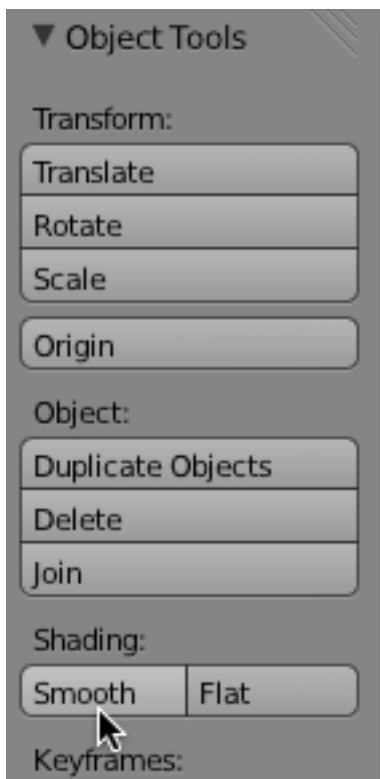 Object Tools
Transform:
Translate
Rotate
Scale
Origin
Object:
Duplicate Objects
Delete
Join
Shading:
Smooth Flat
Keyframes: